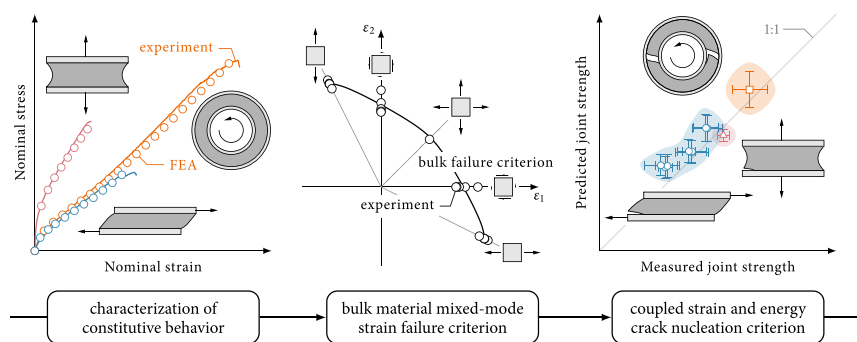 Nominal stress
experiment
FEA
Nominal strain
ε2
bulk failure criterion
experiment
ε1
Predicted joint strength
1:1
Measured joint strength
characterization of
constitutive behavior
bulk material mixed-mode
strain failure criterion
coupled strain and energy
crack nucleation criterion